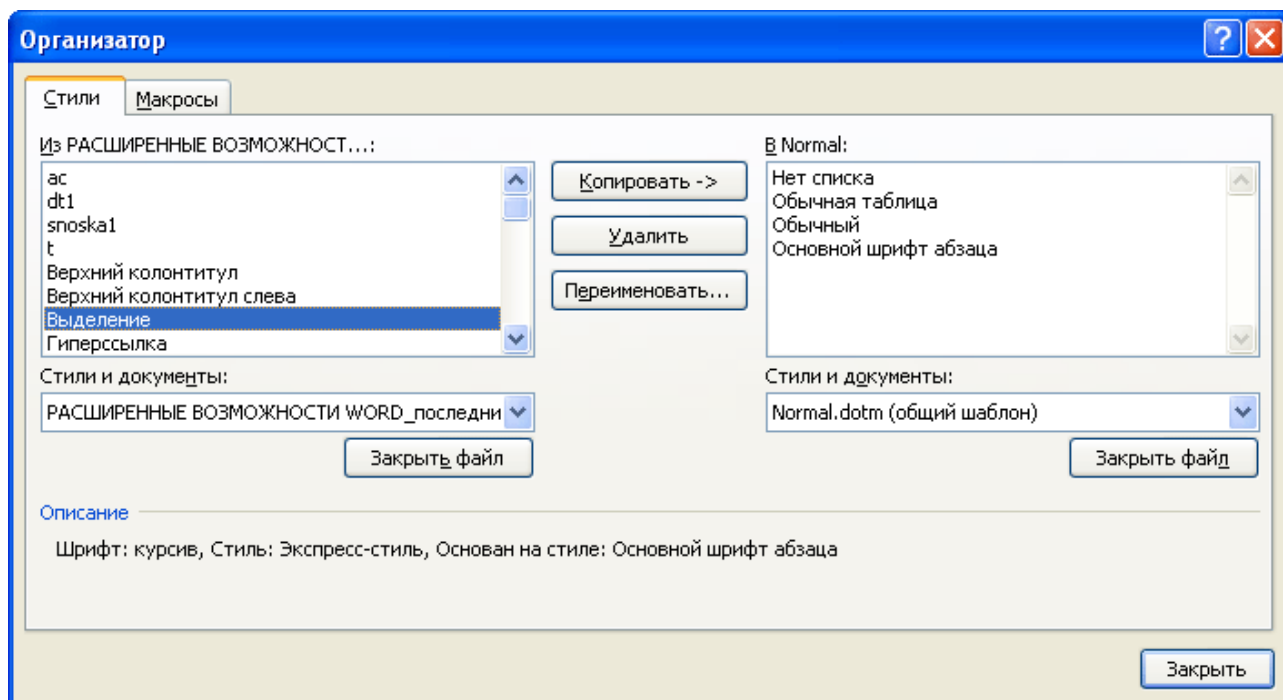 Организатор
Стили
Макросы
Из РАСШИРЕННЫЕ ВОЗМОЖНОСТ...:
ac
dt1
snoska1
t
Верхний колонтитул
Верхний колонтитул слева
Выделение
Гиперссылка
Копировать ->
Удалить
Переименовать...
В Normal:
Нет списка
Обычная таблица
Обычный
Основной шрифт абзаца
Стили и документы:
РАСШИРЕННЫЕ ВОЗМОЖНОСТИ WORD_последни
Закрыть файл
Стили и документы:
Normal.dotm (общий шаблон)
Закрыть файл
Описание
Шрифт: курсив, Стиль: Экспресс-стиль, Основан на стиле: Основной шрифт абзаца
Закрыть